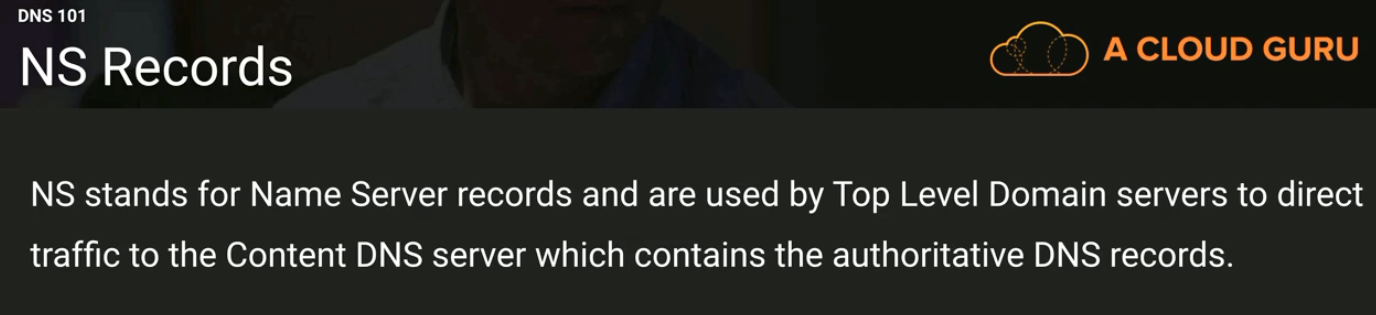 DNS 101
NS Records
A CLOUD GURU
NS stands for Name Server records and are used by Top Level Domain servers to direct
traffic to the Content DNS server which contains the authoritative DNS records.